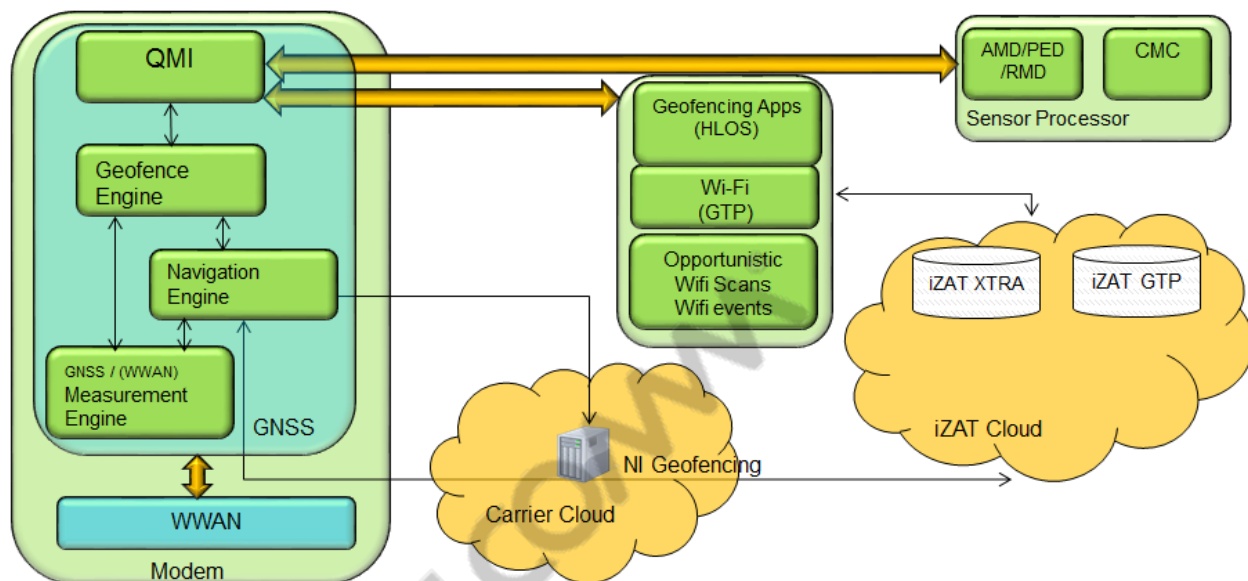 QMI
Geofence
Engine
Navigation
Engine
GNSS / (WWAN)
Measurement
Engine
GNSS
WWAN
Modem
Geofencing Apps
(HLOS)
Wi-Fi
(GTP)
Opportunistic
Wifi Scans
Wifi events
AMD/PED
/RMD
CMC
Sensor Processor
iZAT XTRA
iZAT GTP
iZAT Cloud
NI Geofencing
Carrier Cloud